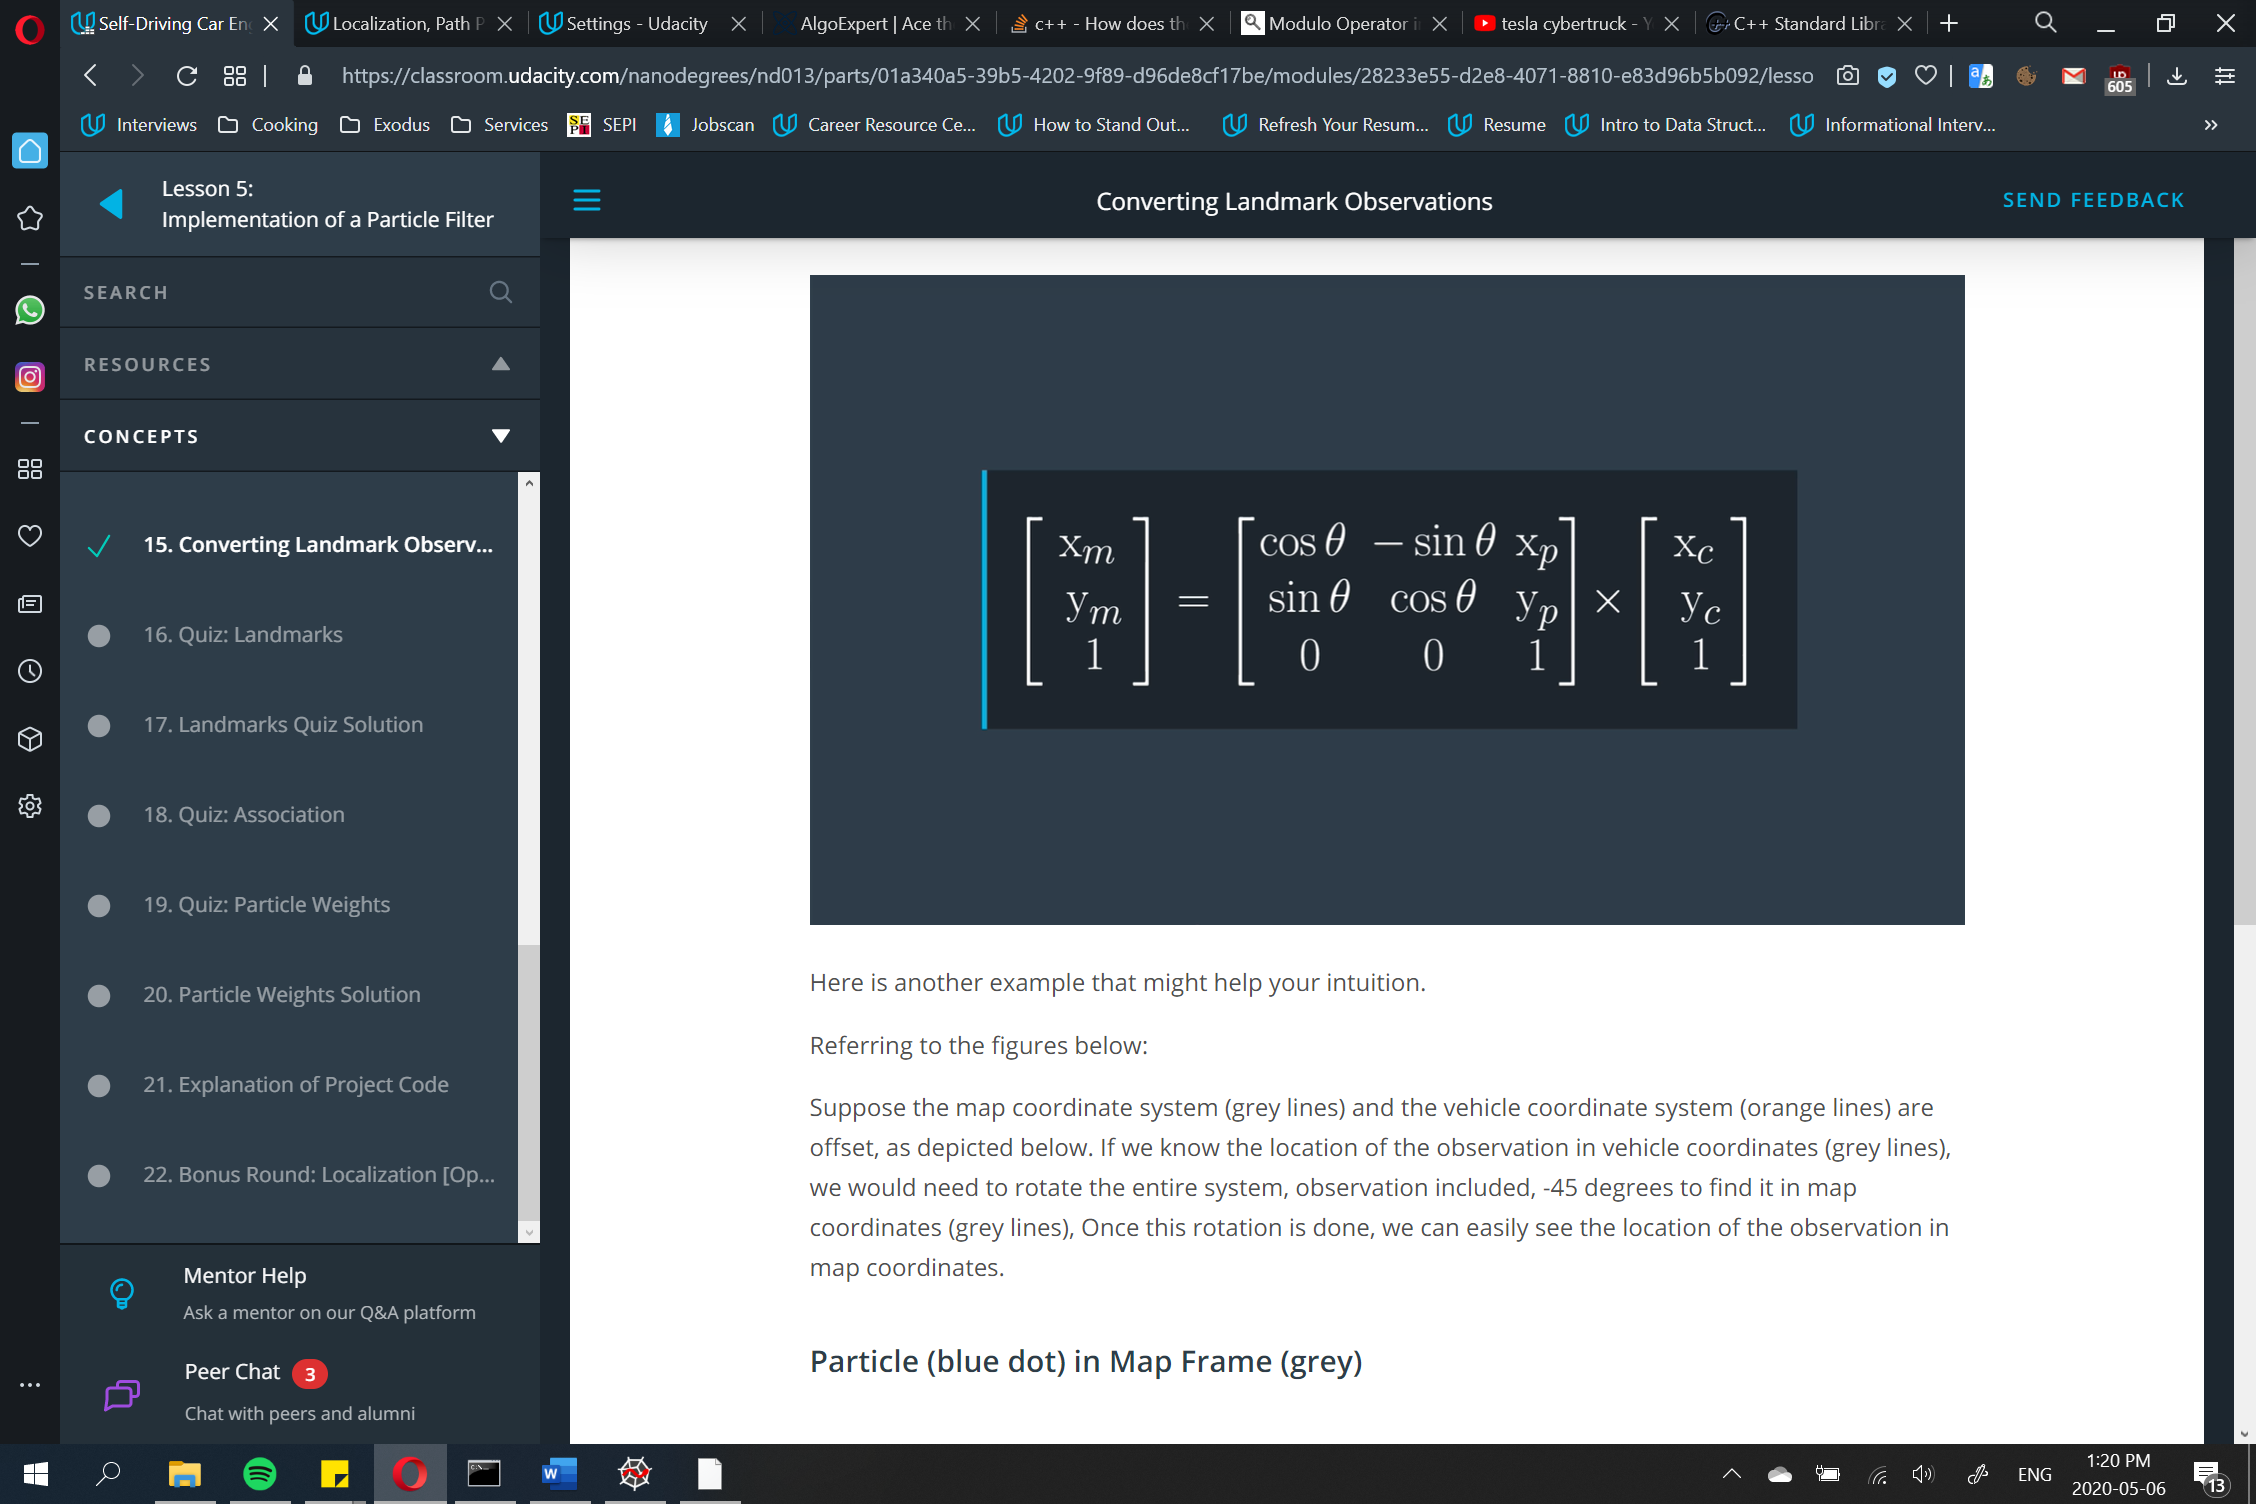 Self-Driving Car En
Localization, Path P
Settings - Udacity
AlgoExpert | Ace th
c++ - How does th
Modulo Operator i
tesla cybertruck - Y
C++ Standard Libra
https://classroom.udacity.com/nanodegrees/nd013/parts/01a340a5-39b5-4202-9f89-d96de8cf17be/modules/28233e55-d2e8-4071-8810-e83d96b5b092/lesso
605
Interviews
Cooking
Exodus
Services
SEPI
Jobscan
Career Resource Ce...
How to Stand Out...
Refresh Your Resum...
Resume
Intro to Data Struct...
Informational Interv...
Lesson 5:
Implementation of a Particle Filter
Converting Landmark Observations
SEND FEEDBACK
SEARCH
RESOURCES
CONCEPTS
15. Converting Landmark Observ...
16. Quiz: Landmarks
17. Landmarks Quiz Solution
18. Quiz: Association
19. Quiz: Particle Weights
20. Particle Weights Solution
21. Explanation of Project Code
22. Bonus Round: Localization [Op...
Mentor Help
Ask a mentor on our Q&A platform
Peer Chat 3
Chat with peers and alumni
xm cos θ − sin θ xp xc
ym = sin θ cos θ yp × yc
1 0 0 1 1
Here is another example that might help your intuition.
Referring to the figures below:
Suppose the map coordinate system (grey lines) and the vehicle coordinate system (orange lines) are
offset, as depicted below. If we know the location of the observation in vehicle coordinates (grey lines),
we would need to rotate the entire system, observation included, -45 degrees to find it in map
coordinates (grey lines), Once this rotation is done, we can easily see the location of the observation in
map coordinates.
Particle (blue dot) in Map Frame (grey)
ENG
1:20 PM
2020-05-06
13